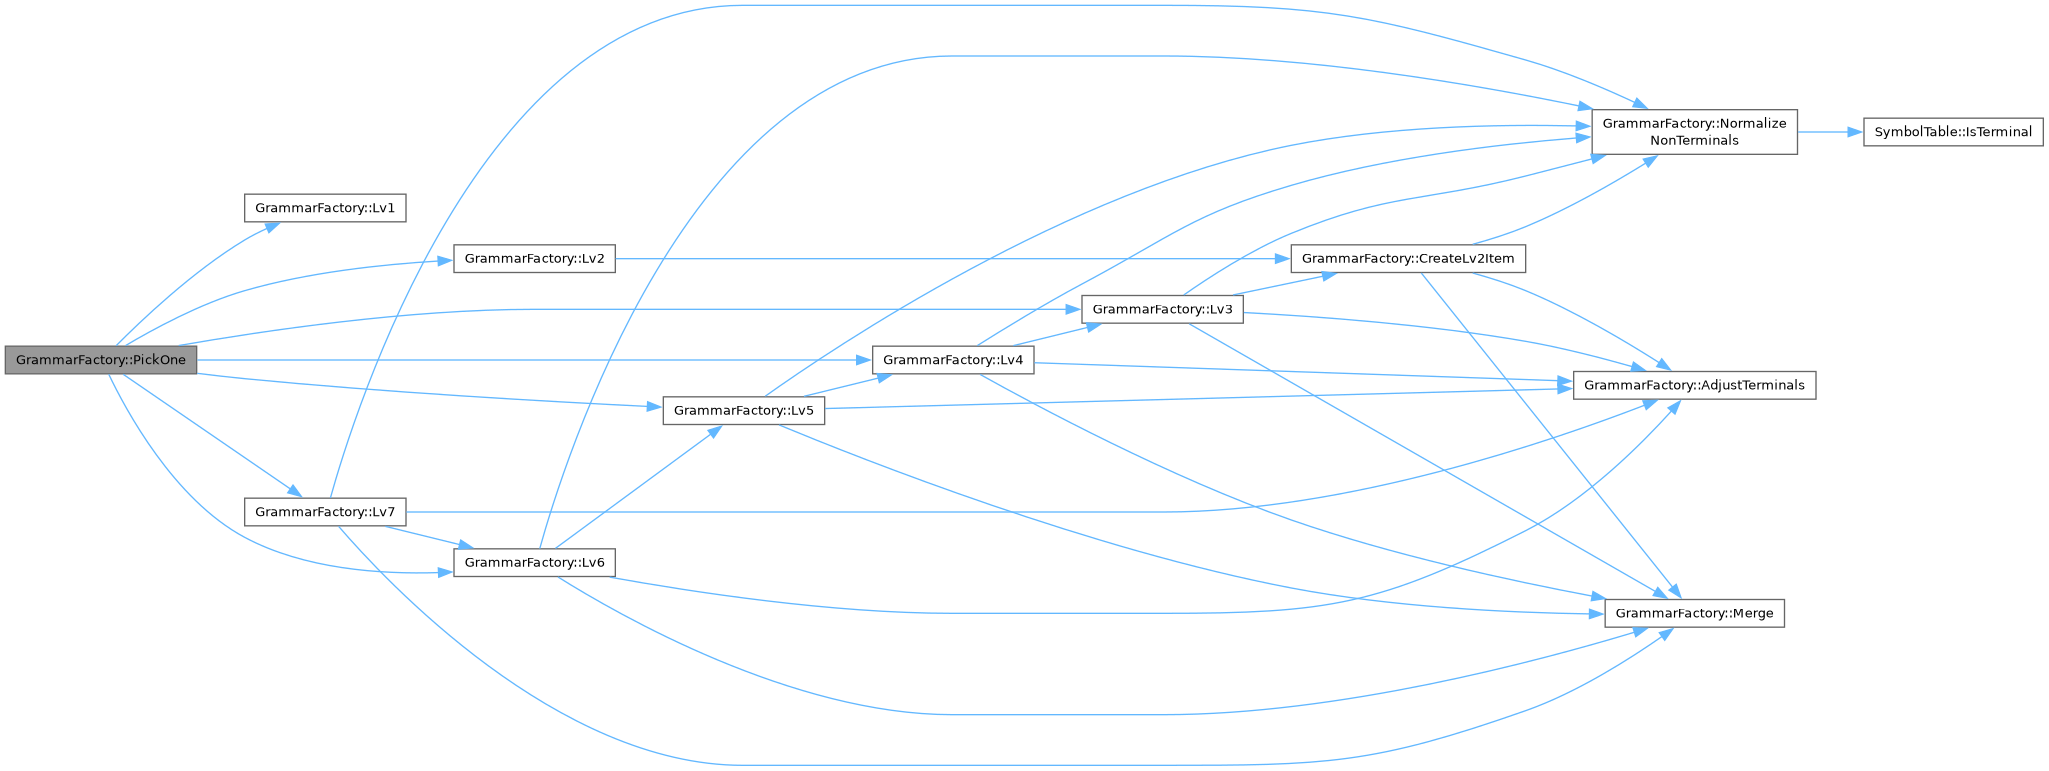 GrammarFactory::Normalize
NonTerminals
SymbolTable::IsTerminal
GrammarFactory::Lv1
GrammarFactory::Lv2
GrammarFactory::CreateLv2Item
GrammarFactory::Lv3
GrammarFactory::PickOne
GrammarFactory::Lv4
GrammarFactory::AdjustTerminals
GrammarFactory::Lv5
GrammarFactory::Lv7
GrammarFactory::Lv6
GrammarFactory::Merge